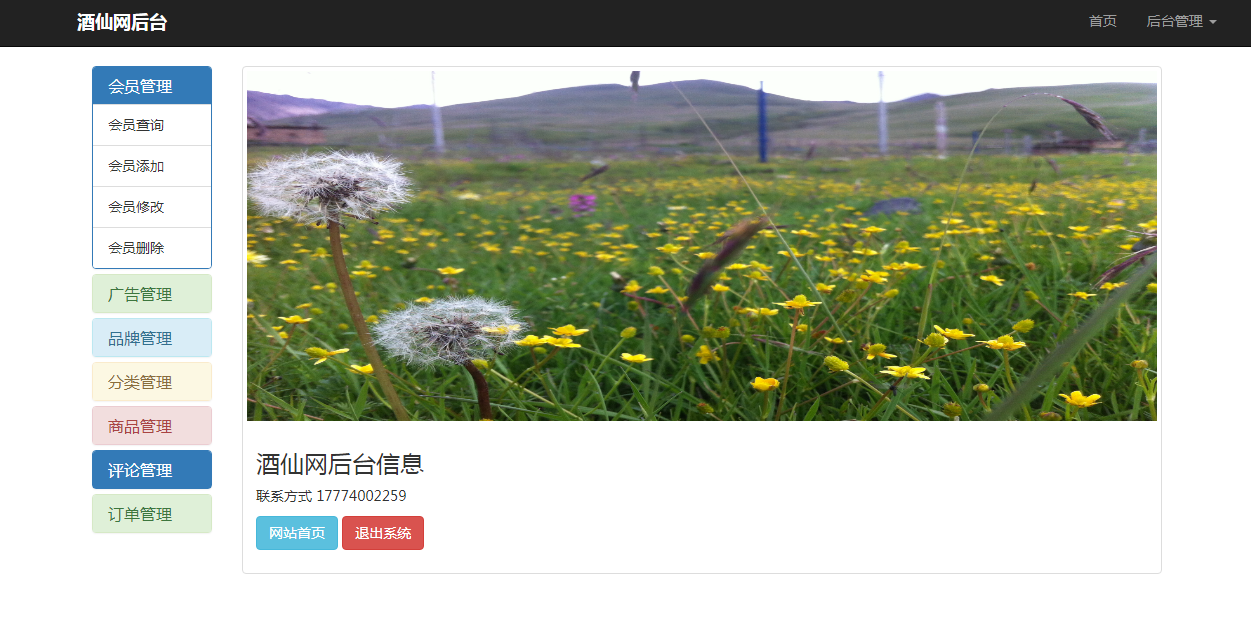 酒仙网后台
首页 后台管理
会员管理
会员查询
会员添加
会员修改
会员删除
广告管理
品牌管理
分类管理
商品管理
评论管理
订单管理
酒仙网后台信息
联系方式 17774002259
网站首页 退出系统